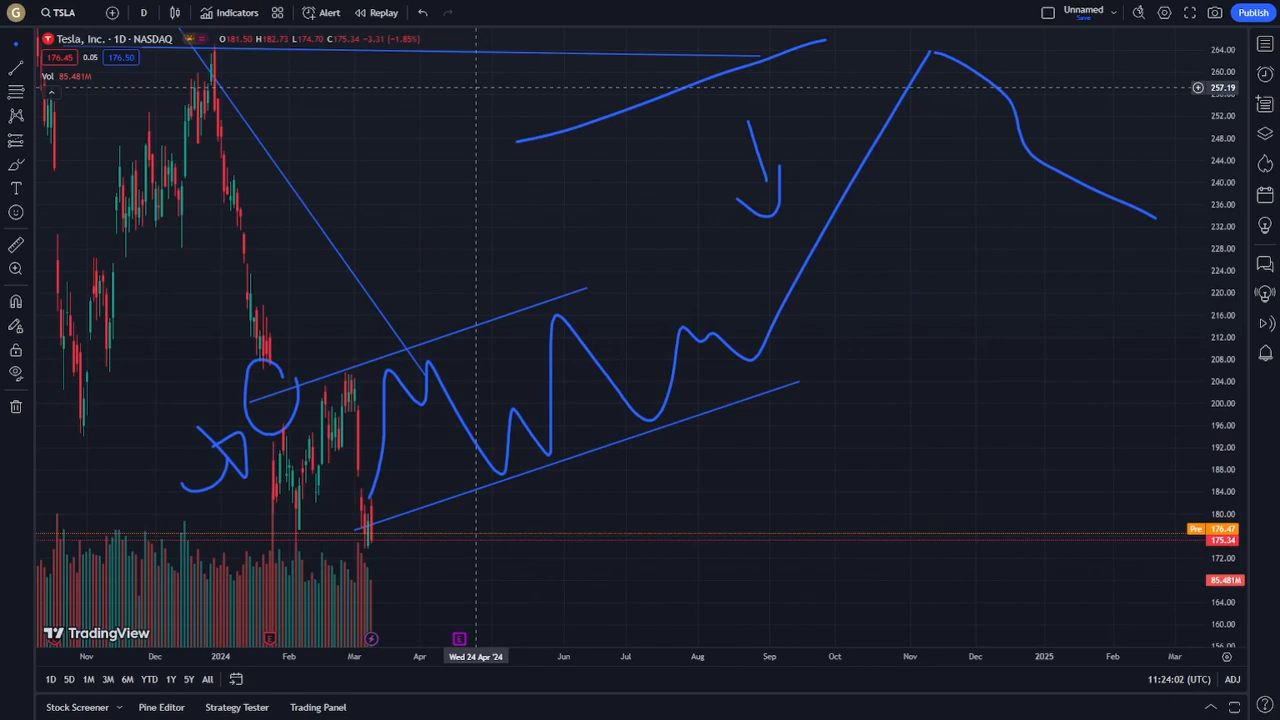 G
TSLA
D
Indicators
Alert
Replay
Unnamed
Save
Publish
Tesla, Inc. · 1D · NASDAQ
O181.50 H182.73 L174.70 C175.34 −3.31 (−1.85%)
176.45 0.05 176.50
Vol 85.481M
264.00
260.00
257.19
252.00
248.00
244.00
240.00
236.00
232.00
228.00
224.00
220.00
216.00
212.00
208.00
204.00
200.00
196.00
192.00
188.00
184.00
180.00
Pre 176.47
175.34
172.00
85.481M
164.00
160.00
156.00
TradingView
E
E
Nov Dec 2024 Feb Mar Apr Wed 24 Apr '24 Jun Jul Aug Sep Oct Nov Dec 2025 Feb Mar
1D 5D 1M 3M 6M YTD 1Y 5Y All
11:24:02 (UTC) ADJ
Stock Screener Pine Editor Strategy Tester Trading Panel